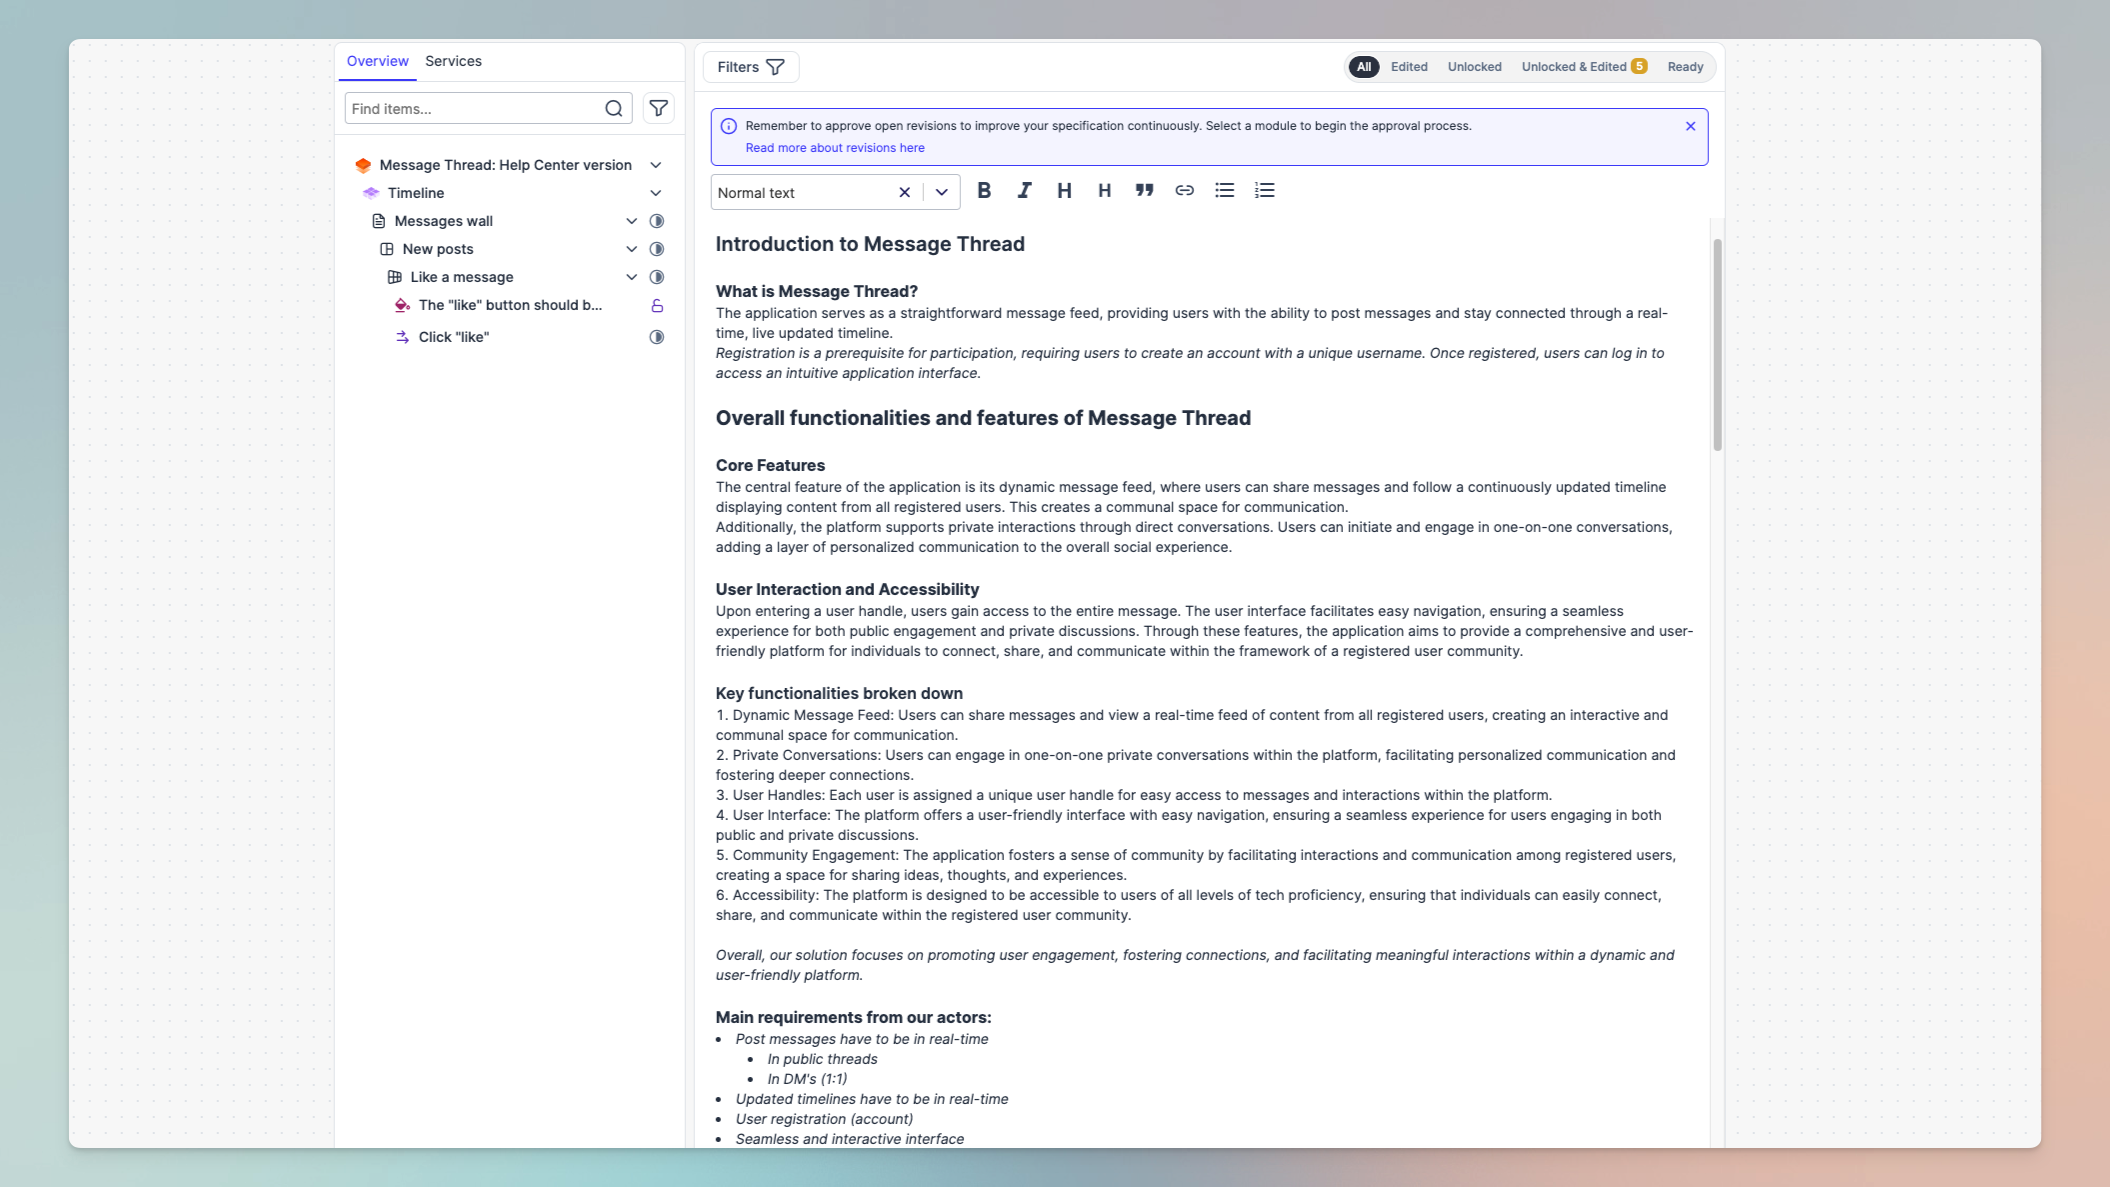 Overview Services
Find items...
Message Thread: Help Center version
Timeline
Messages wall
New posts
Like a message
The "like" button should b...
Click "like"
Filters
All Edited Unlocked Unlocked & Edited 5 Ready
Remember to approve open revisions to improve your specification continuously. Select a module to begin the approval process.
Read more about revisions here
Normal text
B I H H
Introduction to Message Thread
What is Message Thread?
The application serves as a straightforward message feed, providing users with the ability to post messages and stay connected through a real-
time, live updated timeline.
Registration is a prerequisite for participation, requiring users to create an account with a unique username. Once registered, users can log in to
access an intuitive application interface.
Overall functionalities and features of Message Thread
Core Features
The central feature of the application is its dynamic message feed, where users can share messages and follow a continuously updated timeline
displaying content from all registered users. This creates a communal space for communication.
Additionally, the platform supports private interactions through direct conversations. Users can initiate and engage in one-on-one conversations,
adding a layer of personalized communication to the overall social experience.
User Interaction and Accessibility
Upon entering a user handle, users gain access to the entire message. The user interface facilitates easy navigation, ensuring a seamless
experience for both public engagement and private discussions. Through these features, the application aims to provide a comprehensive and user-
friendly platform for individuals to connect, share, and communicate within the framework of a registered user community.
Key functionalities broken down
1. Dynamic Message Feed: Users can share messages and view a real-time feed of content from all registered users, creating an interactive and
communal space for communication.
2. Private Conversations: Users can engage in one-on-one private conversations within the platform, facilitating personalized communication and
fostering deeper connections.
3. User Handles: Each user is assigned a unique user handle for easy access to messages and interactions within the platform.
4. User Interface: The platform offers a user-friendly interface with easy navigation, ensuring a seamless experience for users engaging in both
public and private discussions.
5. Community Engagement: The application fosters a sense of community by facilitating interactions and communication among registered users,
creating a space for sharing ideas, thoughts, and experiences.
6. Accessibility: The platform is designed to be accessible to users of all levels of tech proficiency, ensuring that individuals can easily connect,
share, and communicate within the registered user community.
Overall, our solution focuses on promoting user engagement, fostering connections, and facilitating meaningful interactions within a dynamic and
user-friendly platform.
Main requirements from our actors:
• Post messages have to be in real-time
• In public threads
• In DM's (1:1)
• Updated timelines have to be in real-time
• User registration (account)
• Seamless and interactive interface